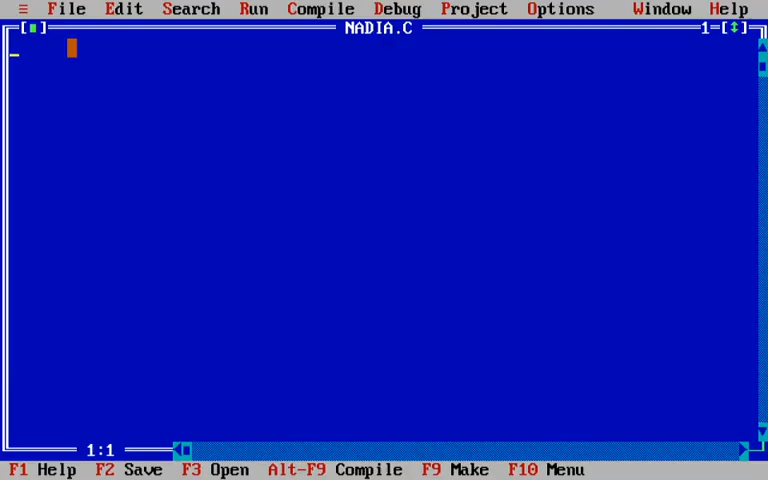 ≡ File Edit Search Run Compile Debug Project Options Window Help
[■] NADIA.C 1=[↕]
1:1
F1 Help F2 Save F3 Open Alt-F9 Compile F9 Make F10 Menu